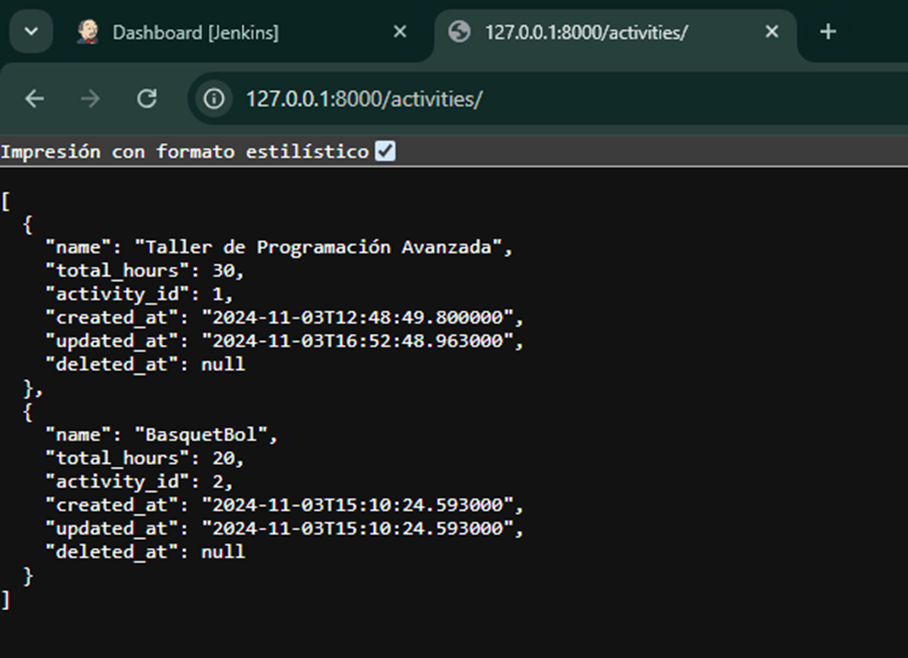 Dashboard [Jenkins]
127.0.0.1:8000/activities/
127.0.0.1:8000/activities/
Impresión con formato estilístico
[
  {
    "name": "Taller de Programación Avanzada",
    "total_hours": 30,
    "activity_id": 1,
    "created_at": "2024-11-03T12:48:49.800000",
    "updated_at": "2024-11-03T16:52:48.963000",
    "deleted_at": null
  },
  {
    "name": "BasquetBol",
    "total_hours": 20,
    "activity_id": 2,
    "created_at": "2024-11-03T15:10:24.593000",
    "updated_at": "2024-11-03T15:10:24.593000",
    "deleted_at": null
  }
]